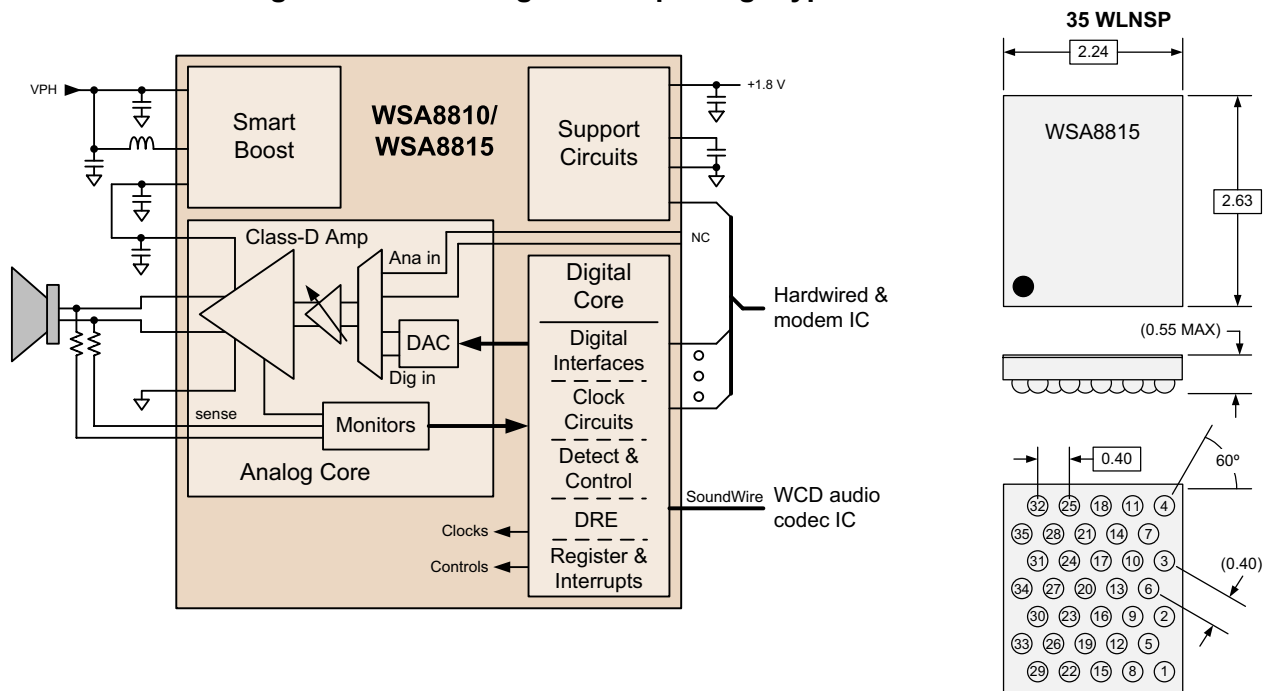 35 WLNSP
2.24
WSA8815
2.63
(0.55 MAX)
0.40
60º
32 25 18 11 4
35 28 21 14 7
31 24 17 10 3
(0.40)
34 27 20 13 6
30 23 16 9 2
33 26 19 12 5
29 22 15 8 1
VPH
Smart
Boost
WSA8810/
WSA8815
Support
Circuits
+1.8 V
Class-D Amp
Ana in
NC
DAC
Dig in
sense
Monitors
Analog Core
Digital
Core
Digital
Interfaces
Clock
Circuits
Detect &
Control
DRE
Register &
Interrupts
Hardwired &
modem IC
SoundWire
WCD audio
codec IC
Clocks
Controls